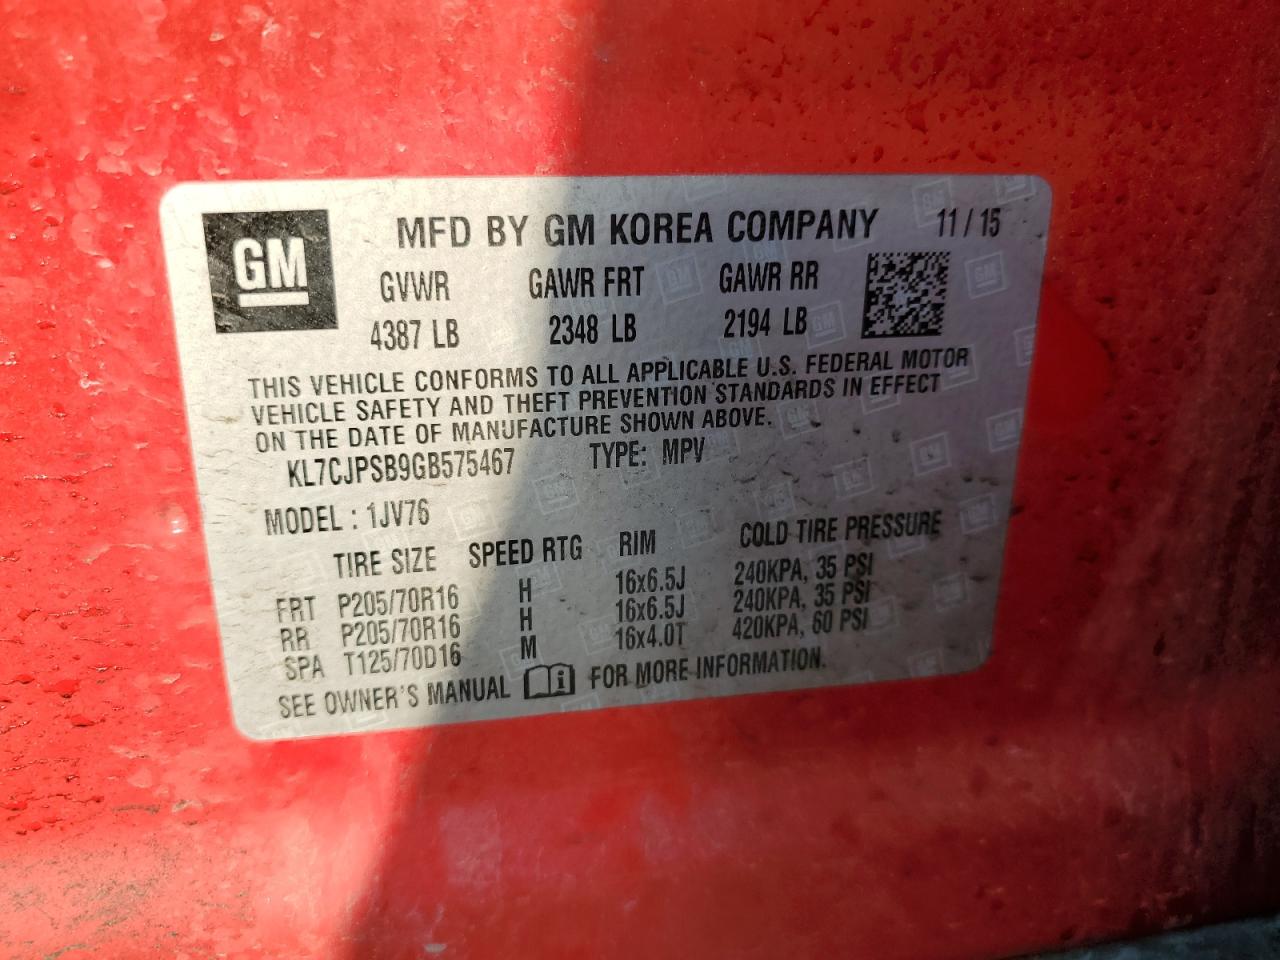 GM
MFD BY GM KOREA COMPANY 11/15
GVWR GAWR FRT GAWR RR
4387 LB 2348 LB 2194 LB
THIS VEHICLE CONFORMS TO ALL APPLICABLE U.S. FEDERAL MOTOR
VEHICLE SAFETY AND THEFT PREVENTION STANDARDS IN EFFECT
ON THE DATE OF MANUFACTURE SHOWN ABOVE.
KL7CJPSB9GB575467 TYPE: MPV
MODEL : 1JV76
TIRE SIZE SPEED RTG RIM COLD TIRE PRESSURE
FRT P205/70R16 H 16x6.5J 240KPA, 35 PSI
RR P205/70R16 H 16x6.5J 240KPA, 35 PSI
SPA T125/70D16 M 16x4.0T 420KPA, 60 PSI
SEE OWNER'S MANUAL i FOR MORE INFORMATION.